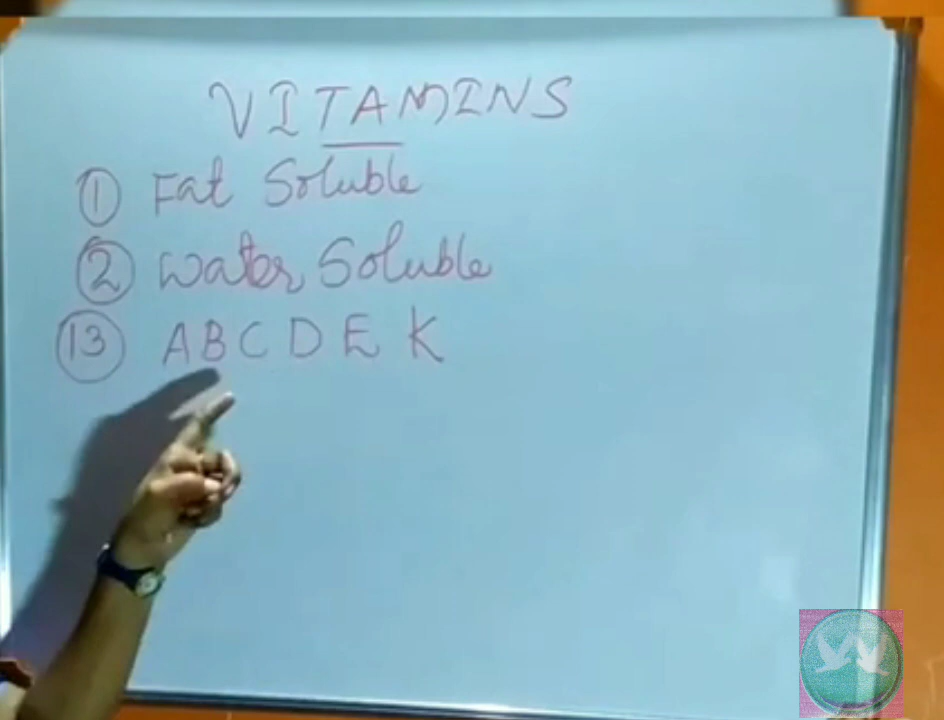 VITAMINS
① Fat Soluble
② Water Soluble
⑬ A B C D E K